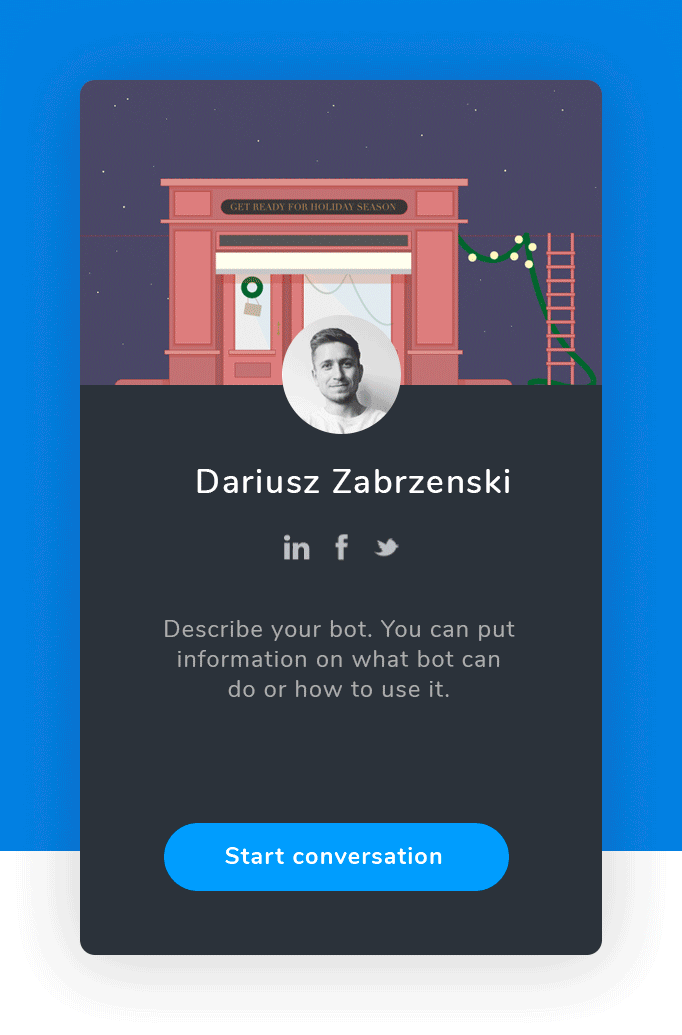 GET READY FOR HOLIDAY SEASON
Dariusz Zabrzenski
in f
Describe your bot. You can put
information on what bot can
do or how to use it.
Start conversation